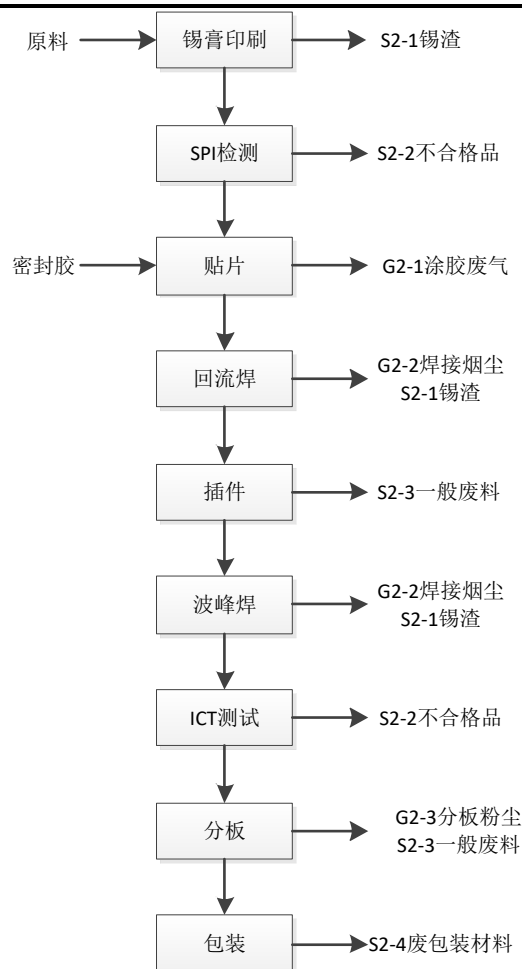 原料
锡膏印刷
S2-1锡渣
SPI检测
S2-2不合格品
密封胶
贴片
G2-1涂胶废气
回流焊
G2-2焊接烟尘
S2-1锡渣
插件
S2-3一般废料
波峰焊
G2-2焊接烟尘
S2-1锡渣
ICT测试
S2-2不合格品
分板
G2-3分板粉尘
S2-3一般废料
包装
S2-4废包装材料